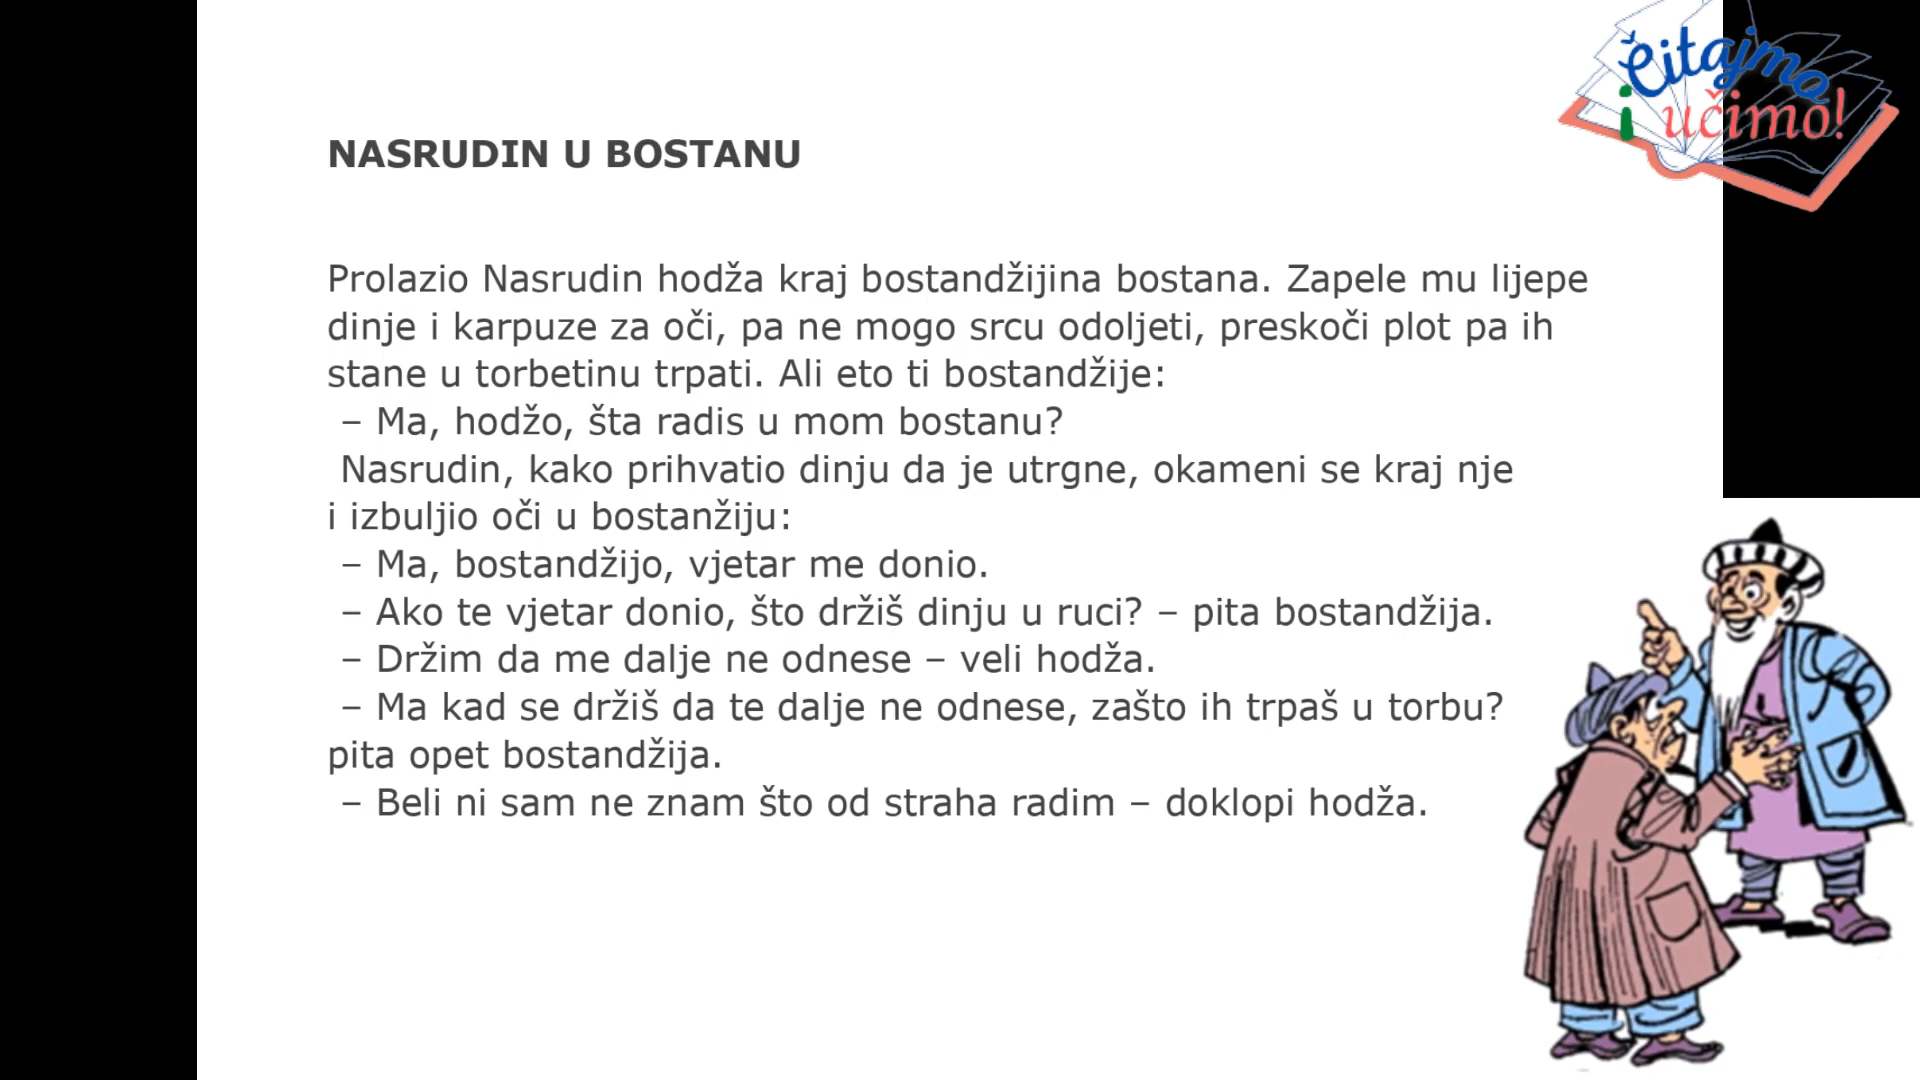 Čitajmo
i učimo!
NASRUDIN U BOSTANU
Prolazio Nasrudin hodža kraj bostandžijina bostana. Zapele mu lijepe
dinje i karpuze za oči, pa ne mogo srcu odoljeti, preskoči plot pa ih
stane u torbetinu trpati. Ali eto ti bostandžije:
– Ma, hodžo, šta radis u mom bostanu?
Nasrudin, kako prihvatio dinju da je utrgne, okameni se kraj nje
i izbuljio oči u bostanžiju:
– Ma, bostandžijo, vjetar me donio.
– Ako te vjetar donio, što držiš dinju u ruci? – pita bostandžija.
– Držim da me dalje ne odnese – veli hodža.
– Ma kad se držiš da te dalje ne odnese, zašto ih trpaš u torbu?
pita opet bostandžija.
– Beli ni sam ne znam što od straha radim – doklopi hodža.